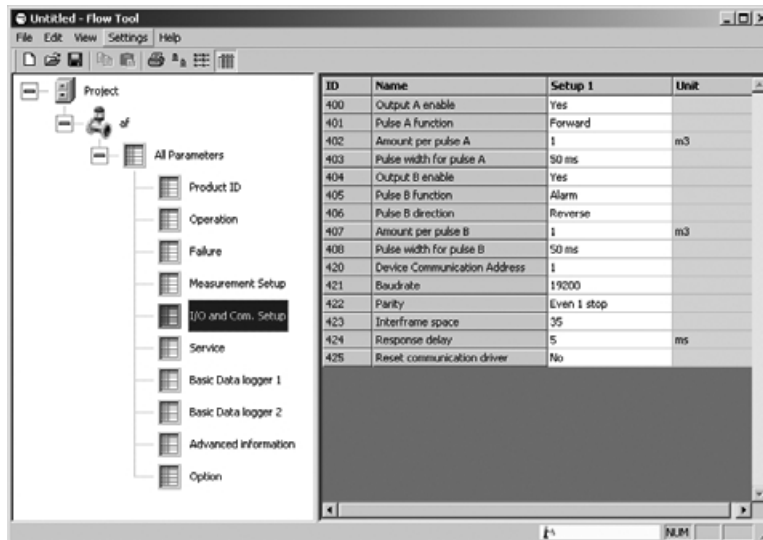 Untitled - Flow Tool
File Edit View Settings Help
Project
af
All Parameters
Product ID
Operation
Failure
Measurement Setup
I/O and Com. Setup
Service
Basic Data logger 1
Basic Data logger 2
Advanced information
Option
ID Name Setup 1 Unit
400 Output A enable Yes
401 Pulse A function Forward
402 Amount per pulse A 1 m3
403 Pulse width for pulse A 50 ms
404 Output B enable Yes
405 Pulse B function Alarm
406 Pulse B direction Reverse
407 Amount per pulse B 1 m3
408 Pulse width for pulse B 50 ms
420 Device Communication Address 1
421 Baudrate 19200
422 Parity Even 1 stop
423 Interframe space 35
424 Response delay 5 ms
425 Reset communication driver No
NUM